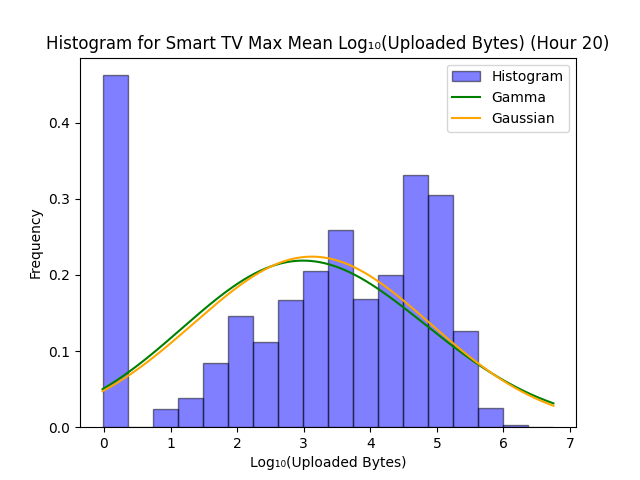 Histogram for Smart TV Max Mean Log₁₀(Uploaded Bytes) (Hour 20)
Histogram
Gamma
Gaussian
Frequency
0.4
0.3
0.2
0.1
0.0
0 1 2 3 4 5 6 7
Log₁₀(Uploaded Bytes)